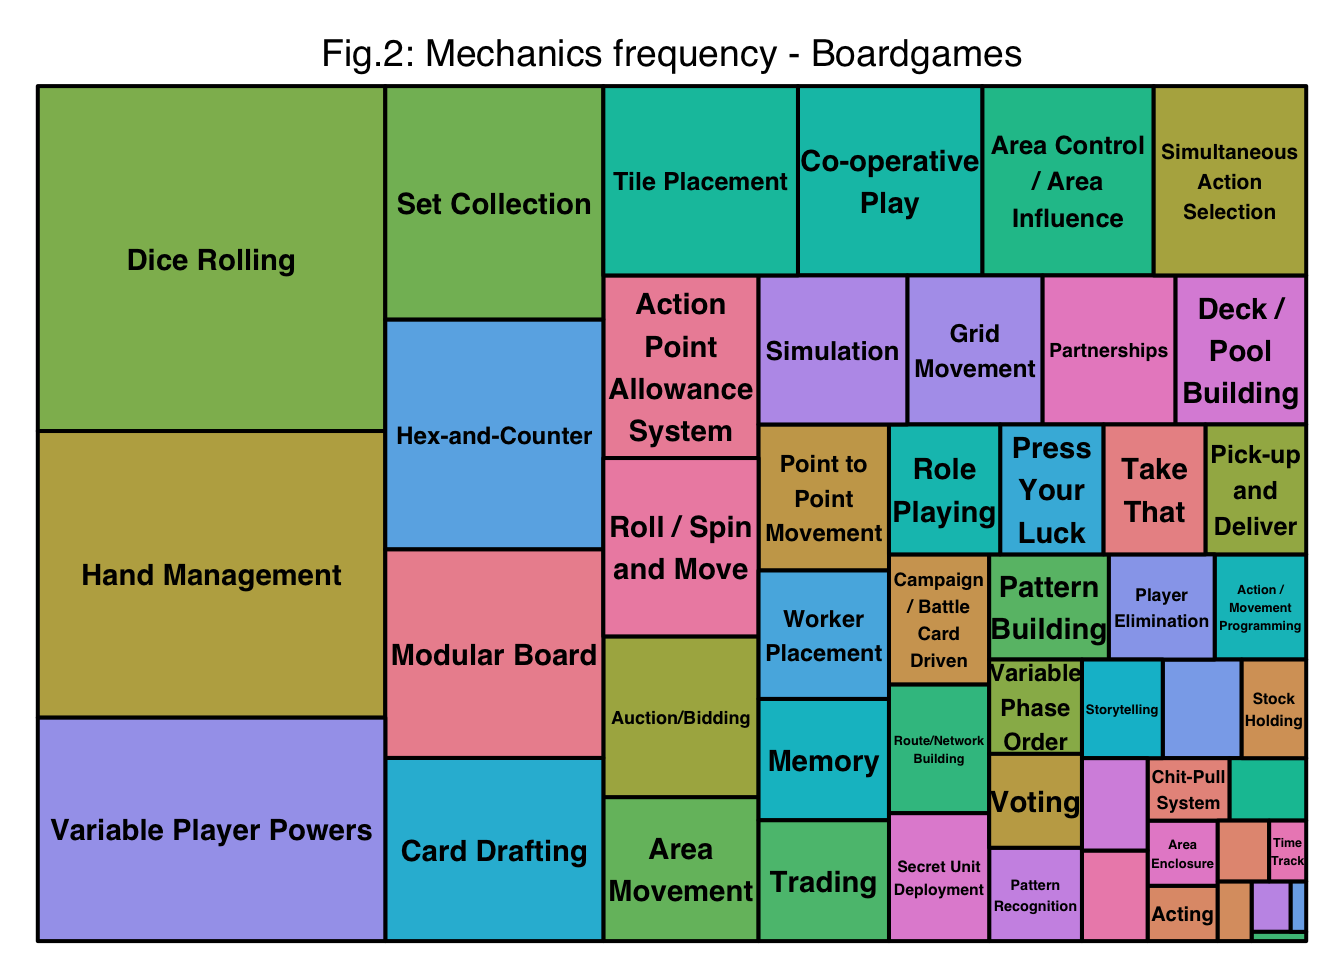 Fig.2: Mechanics frequency - Boardgames
Dice Rolling
Hand Management
Variable Player Powers
Set Collection
Hex-and-Counter
Modular Board
Card Drafting
Tile Placement
Co-operative
Play
Area Control
/ Area
Influence
Simultaneous
Action
Selection
Action
Point
Allowance
System
Roll / Spin
and Move
Auction/Bidding
Area
Movement
Simulation
Grid
Movement
Partnerships
Deck /
Pool
Building
Point to
Point
Movement
Worker
Placement
Memory
Trading
Role
Playing
Press
Your
Luck
Take
That
Pick-up
and
Deliver
Campaign
/ Battle
Card
Driven
Route/Network
Building
Secret Unit
Deployment
Pattern
Building
Player
Elimination
Action /
Movement
Programming
Variable
Phase
Order
Voting
Pattern
Recognition
Storytelling
Stock
Holding
Chit-Pull
System
Area
Enclosure
Acting
Time
Track